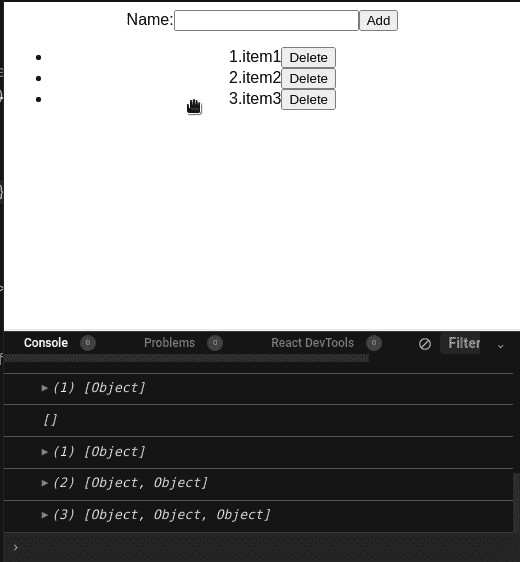 Name: Add
1.item1 Delete
2.item2 Delete
3.item3 Delete
Console 0 Problems 0 React DevTools 0 Filter
(1) [Object]
[]
(1) [Object]
(2) [Object, Object]
(3) [Object, Object, Object]